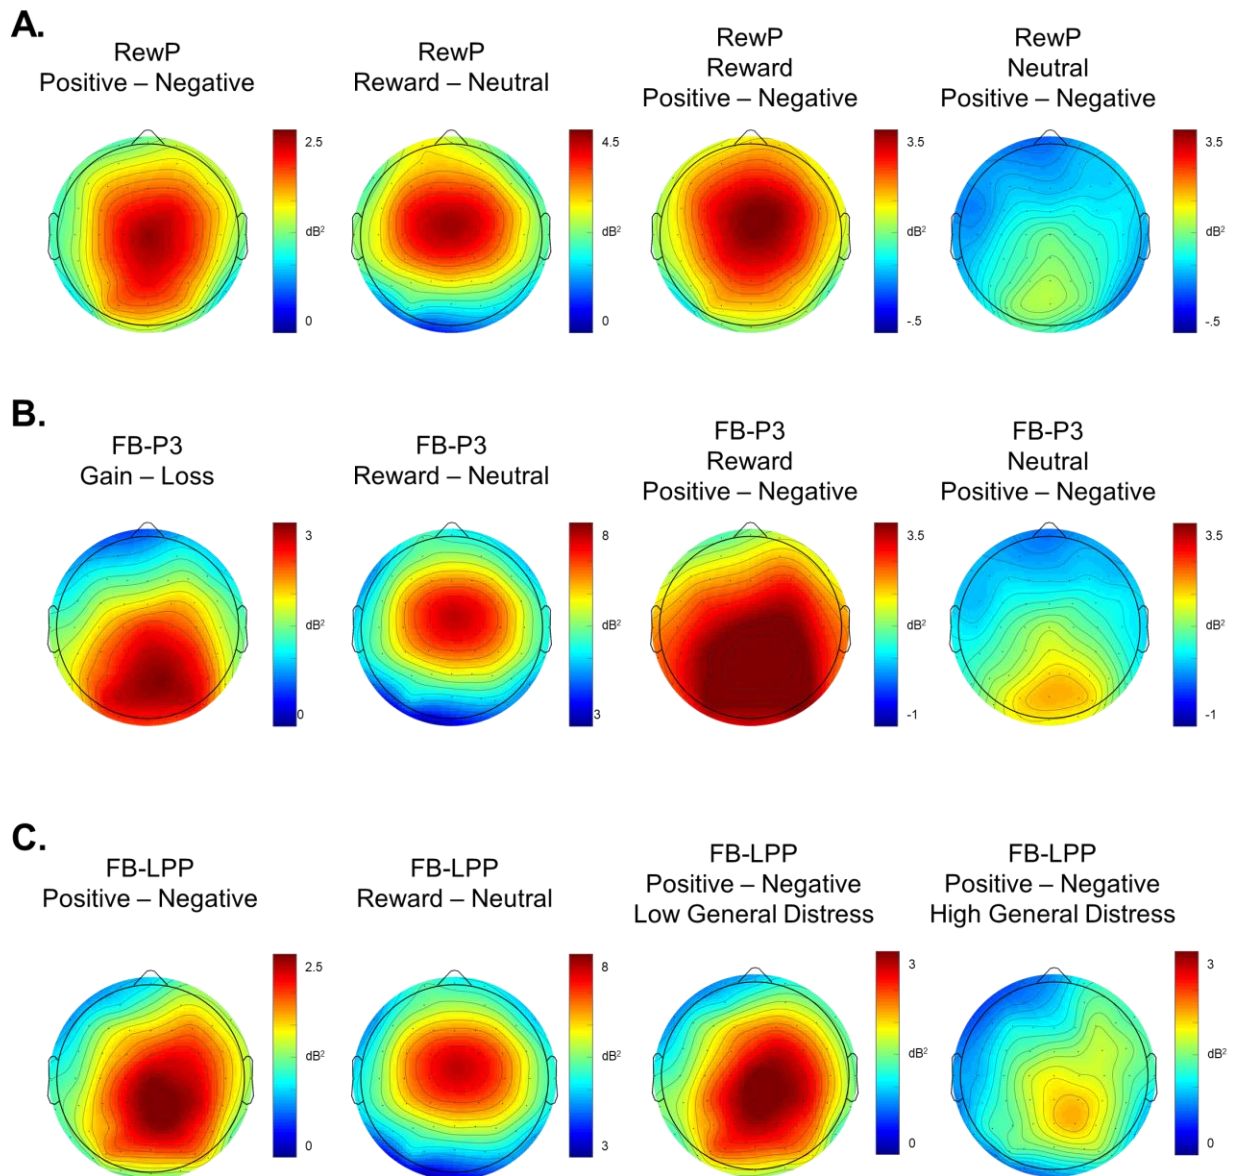 A.
RewP
Positive – Negative
RewP
Reward – Neutral
RewP
Reward
Positive – Negative
RewP
Neutral
Positive – Negative
2.5
dB²
0
4.5
dB²
0
3.5
dB²
-.5
3.5
dB²
-.5
B.
FB-P3
Gain – Loss
FB-P3
Reward – Neutral
FB-P3
Reward
Positive – Negative
FB-P3
Neutral
Positive – Negative
3
dB²
0
8
dB²
3
3.5
dB²
-1
3.5
dB²
-1
C.
FB-LPP
Positive – Negative
FB-LPP
Reward – Neutral
FB-LPP
Positive – Negative
Low General Distress
FB-LPP
Positive – Negative
High General Distress
2.5
dB²
0
8
dB²
3
3
dB²
0
3
dB²
0